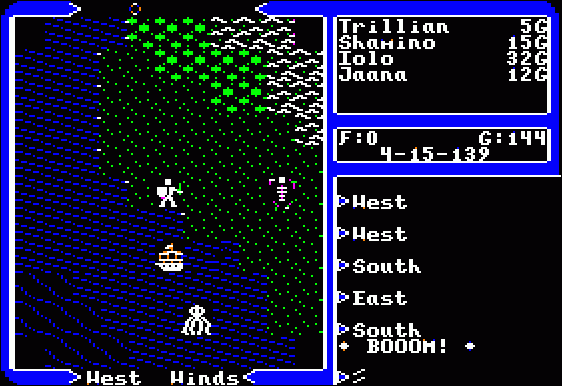 Trillian 5G
Shamino 15G
Iolo 32G
Jaana 12G
F:0 G:144
4-15-139
West
West
South
East
South
* BOOOM! *
West Winds